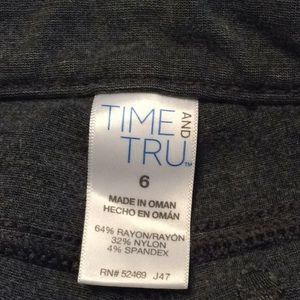 TIME AND
TRU™
6
MADE IN OMAN
HECHO EN OMÁN
64% RAYON/RAYÓN
32% NYLON
4% SPANDEX
RN# 52469 J47